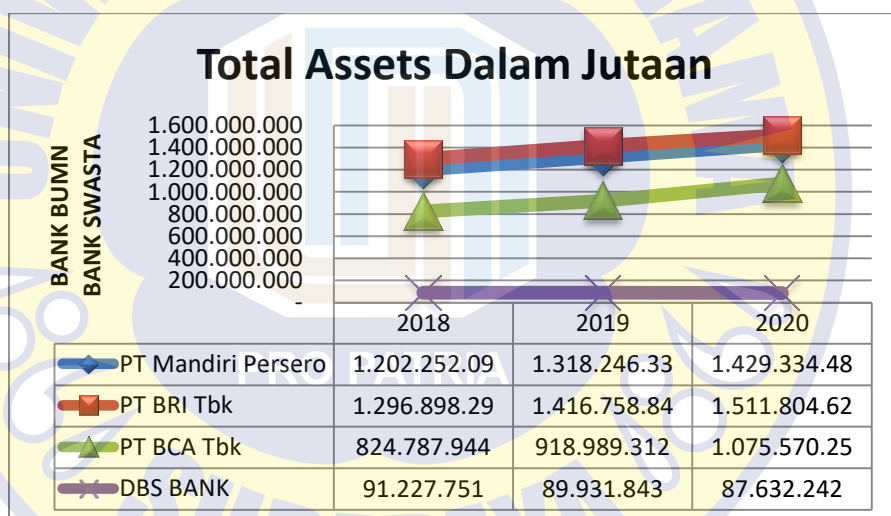 Total Assets Dalam Jutaan
BANK BUMN
BANK SWASTA
1.600.000.000
1.400.000.000
1.200.000.000
1.000.000.000
800.000.000
600.000.000
400.000.000
200.000.000
-
2018 2019 2020
PT Mandiri Persero 1.202.252.09 1.318.246.33 1.429.334.48
PT BRI Tbk 1.296.898.29 1.416.758.84 1.511.804.62
PT BCA Tbk 824.787.944 918.989.312 1.075.570.25
DBS BANK 91.227.751 89.931.843 87.632.242
PRO PATRIA